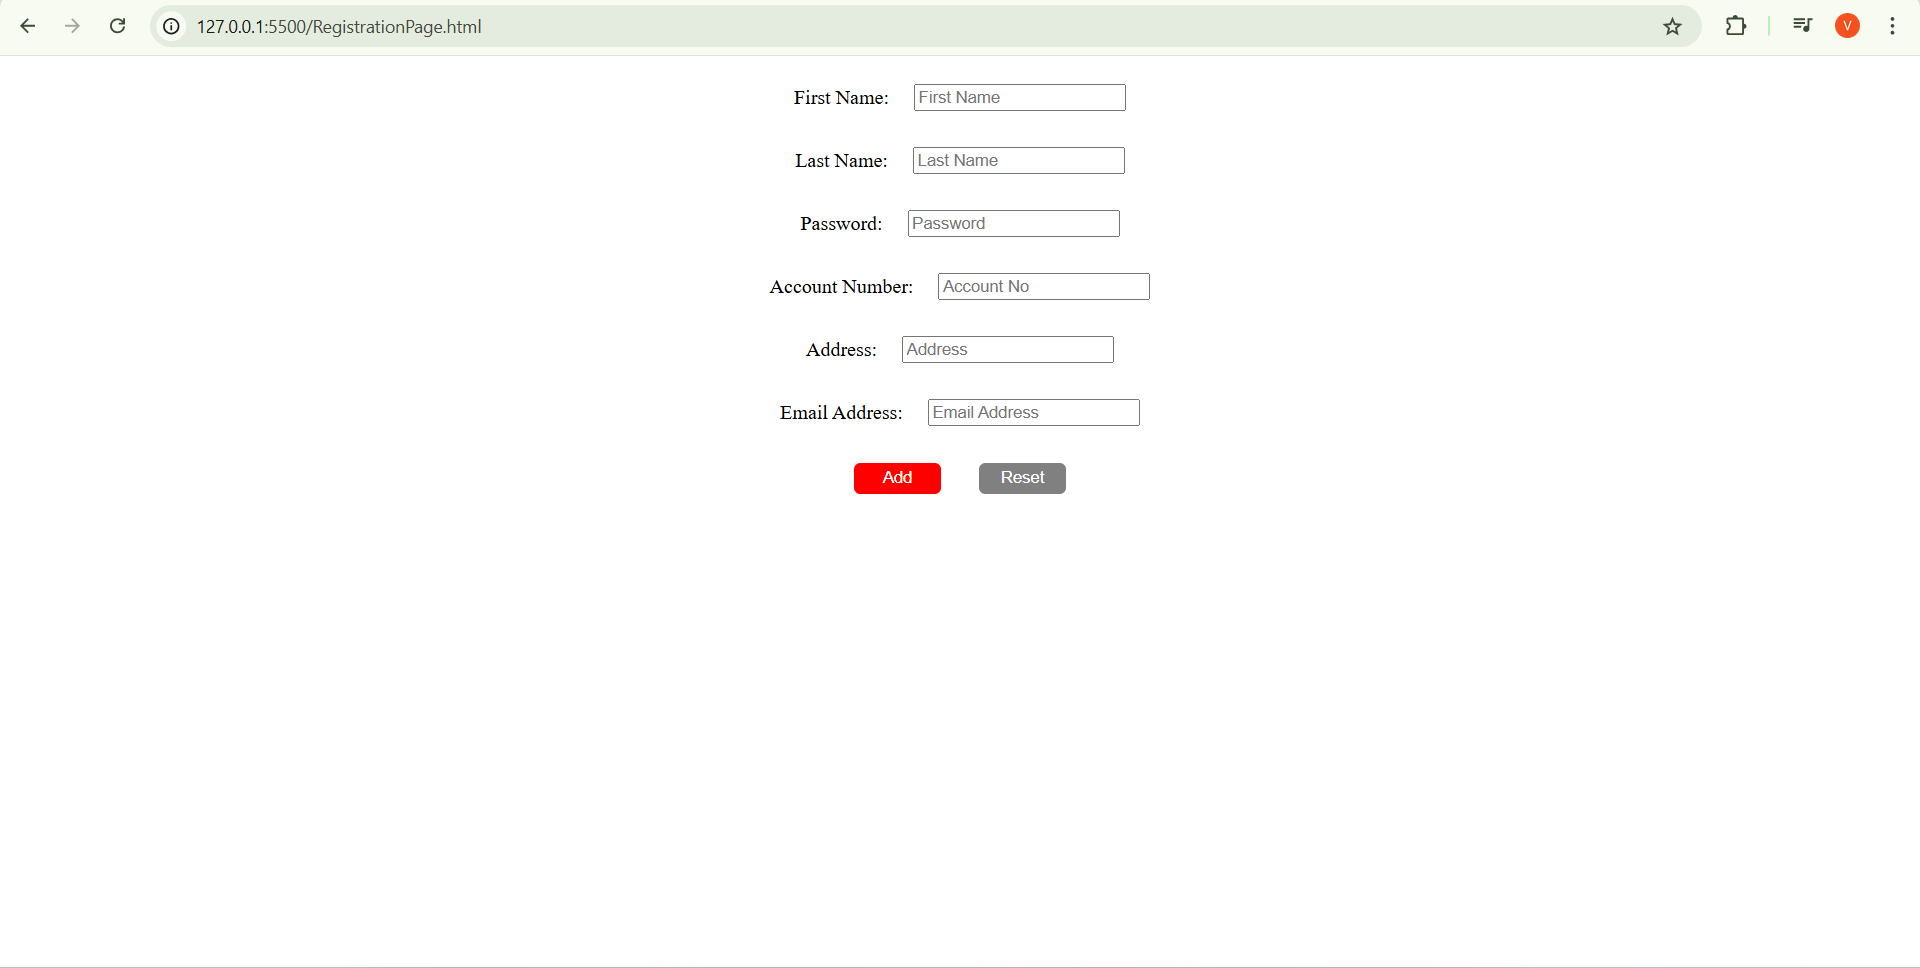 127.0.0.1:5500/RegistrationPage.html
V
First Name: First Name
Last Name: Last Name
Password: Password
Account Number: Account No
Address: Address
Email Address: Email Address
Add Reset